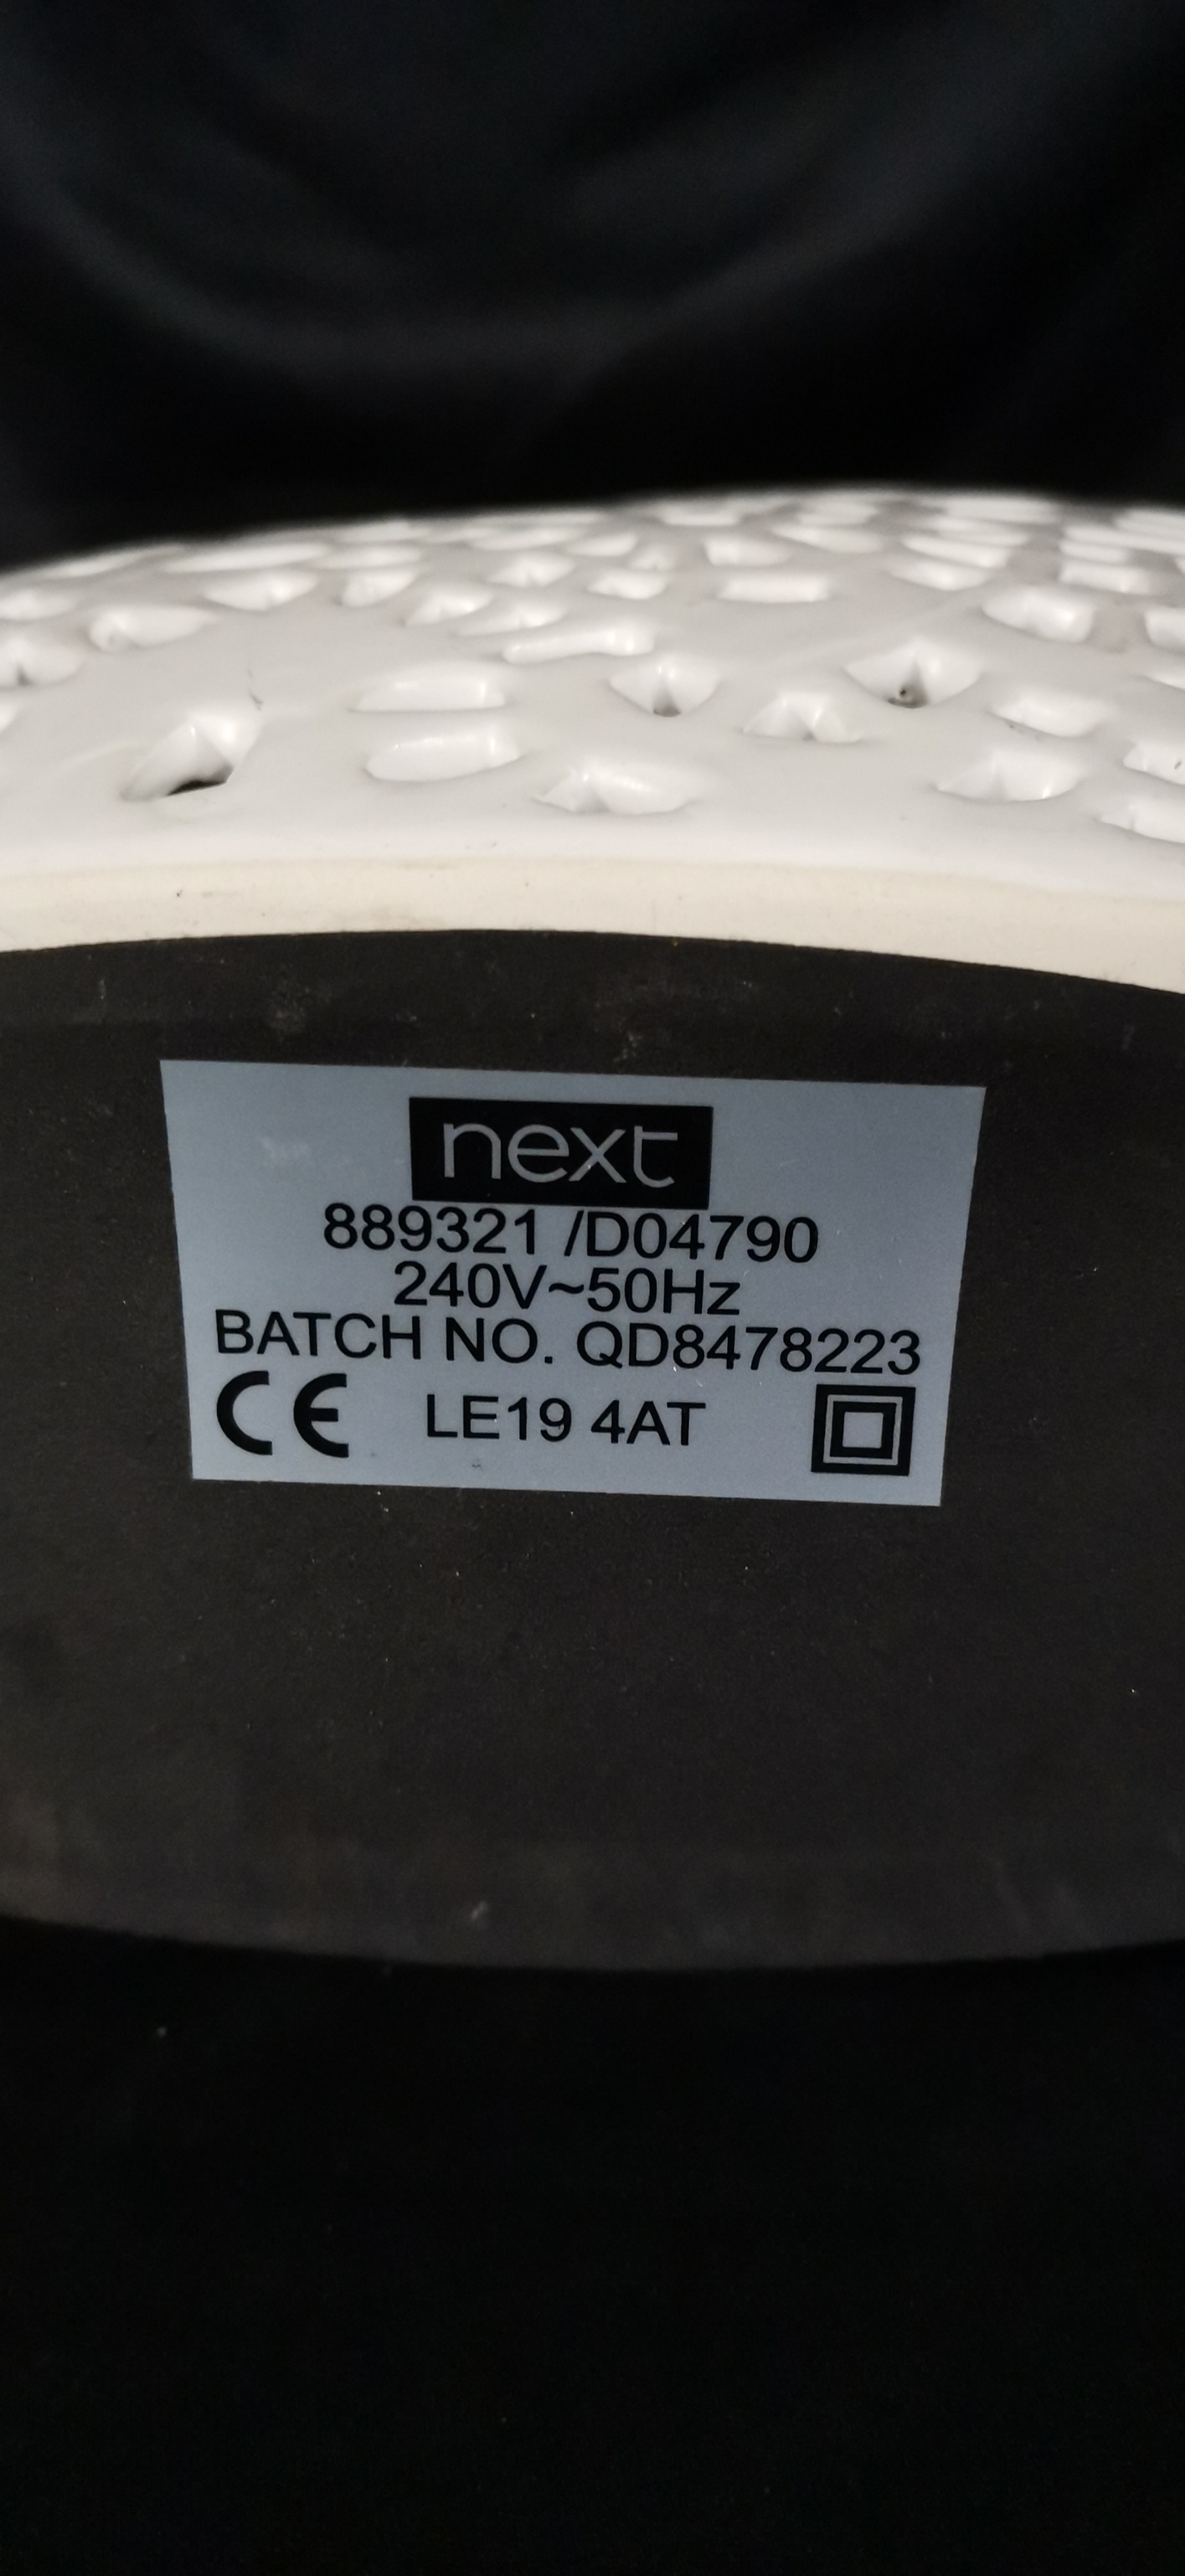 next
889321 /D04790
240V~50Hz
BATCH NO. QD8478223
CE LE19 4AT